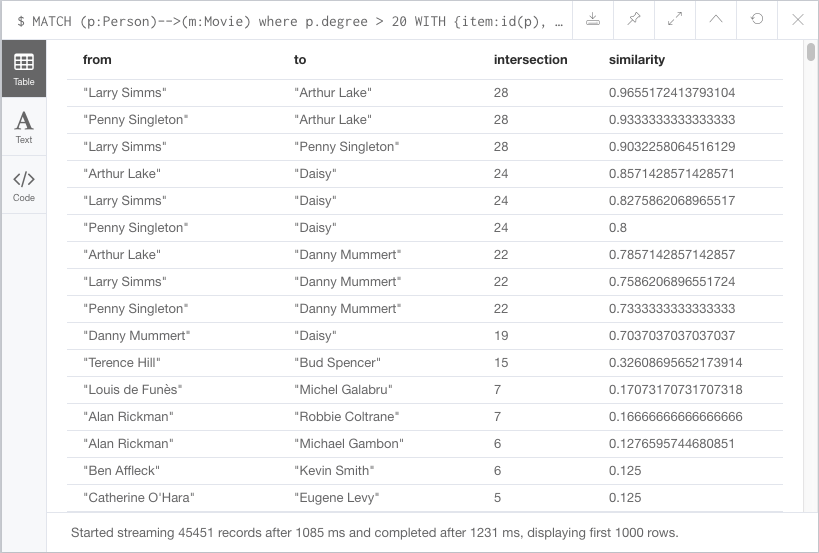 $ MATCH (p:Person)-->(m:Movie) where p.degree > 20 WITH {item:id(p), …
Table
Text
Code
from to intersection similarity
"Larry Simms" "Arthur Lake" 28 0.9655172413793104
"Penny Singleton" "Arthur Lake" 28 0.9333333333333333
"Larry Simms" "Penny Singleton" 28 0.9032258064516129
"Arthur Lake" "Daisy" 24 0.8571428571428571
"Larry Simms" "Daisy" 24 0.8275862068965517
"Penny Singleton" "Daisy" 24 0.8
"Arthur Lake" "Danny Mummert" 22 0.7857142857142857
"Larry Simms" "Danny Mummert" 22 0.7586206896551724
"Penny Singleton" "Danny Mummert" 22 0.7333333333333333
"Danny Mummert" "Daisy" 19 0.7037037037037037
"Terence Hill" "Bud Spencer" 15 0.32608695652173914
"Louis de Funès" "Michel Galabru" 7 0.17073170731707318
"Alan Rickman" "Robbie Coltrane" 7 0.16666666666666666
"Alan Rickman" "Michael Gambon" 6 0.1276595744680851
"Ben Affleck" "Kevin Smith" 6 0.125
"Catherine O'Hara" "Eugene Levy" 5 0.125
Started streaming 45451 records after 1085 ms and completed after 1231 ms, displaying first 1000 rows.